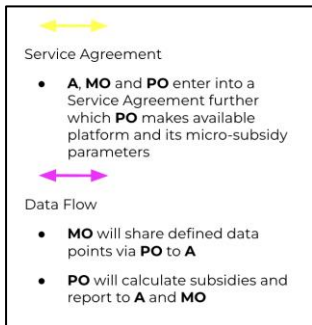 Service Agreement
● A, MO and PO enter into a
Service Agreement further
which PO makes available
platform and its micro-subsidy
parameters
Data Flow
● MO will share defined data
points via PO to A
● PO will calculate subsidies and
report to A and MO